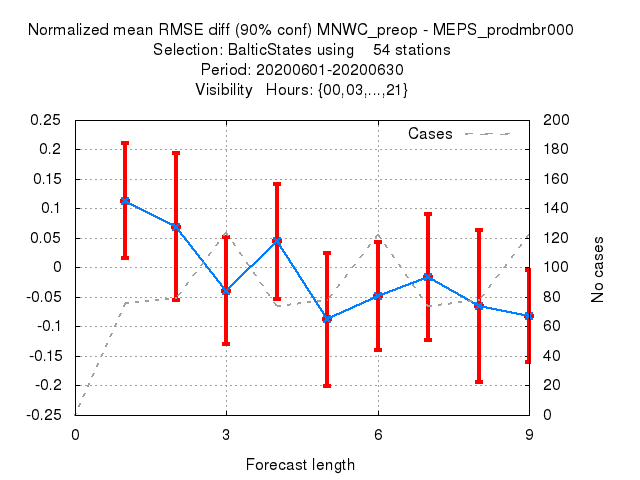 Normalized mean RMSE diff (90% conf) MNWC_preop - MEPS_prodmbr000
Selection: BalticStates using 54 stations
Period: 20200601-20200630
Visibility Hours: {00,03,...,21}
Cases
0.25
0.2
0.15
0.1
0.05
0
-0.05
-0.1
-0.15
-0.2
-0.25
200
180
160
140
120
100
80
60
40
20
0
No cases
0 3 6 9
Forecast length